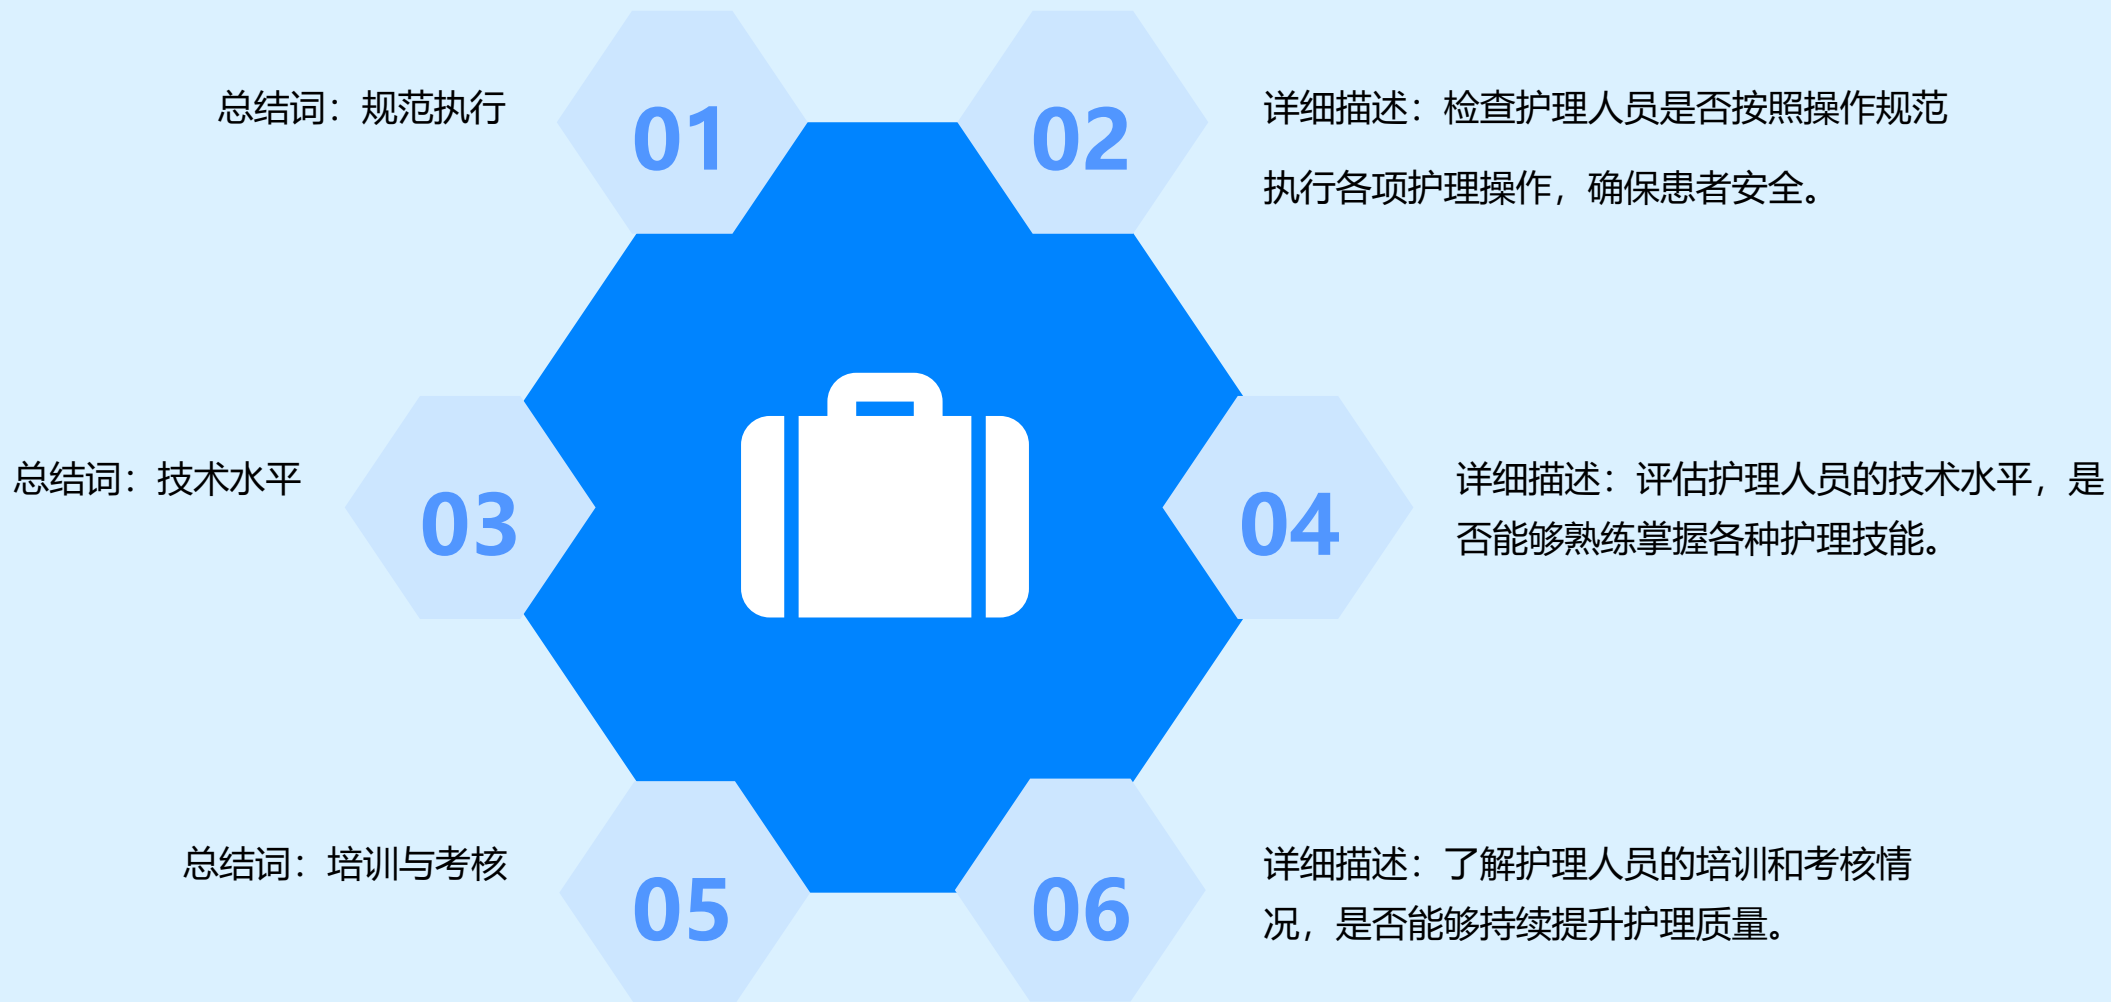 总结词：规范执行
01
02
详细描述：检查护理人员是否按照操作规范
执行各项护理操作，确保患者安全。
总结词：技术水平
03
04
详细描述：评估护理人员的技术水平，是
否能够熟练掌握各种护理技能。
总结词：培训与考核
05
06
详细描述：了解护理人员的培训和考核情
况，是否能够持续提升护理质量。